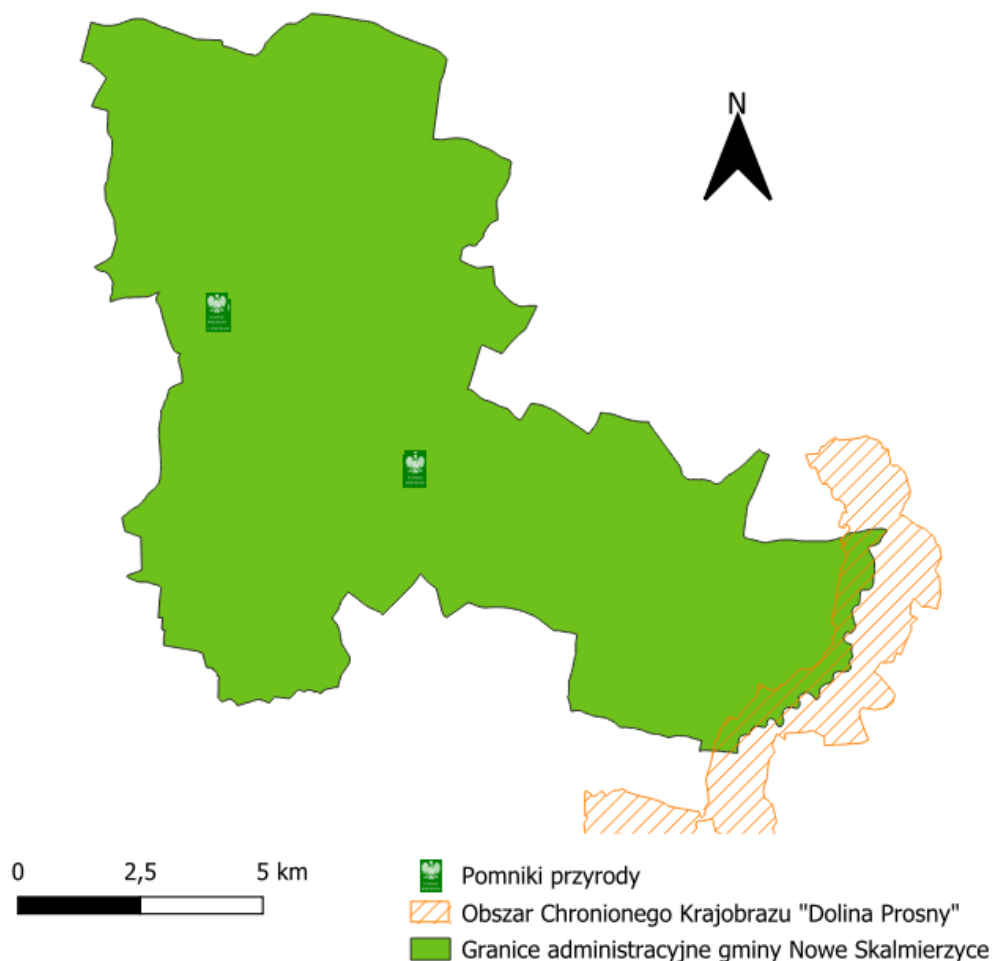 N
0 2,5 5 km
Pomniki przyrody
Obszar Chronionego Krajobrazu "Dolina Prosny"
Granice administracyjne gminy Nowe Skalmierzyce